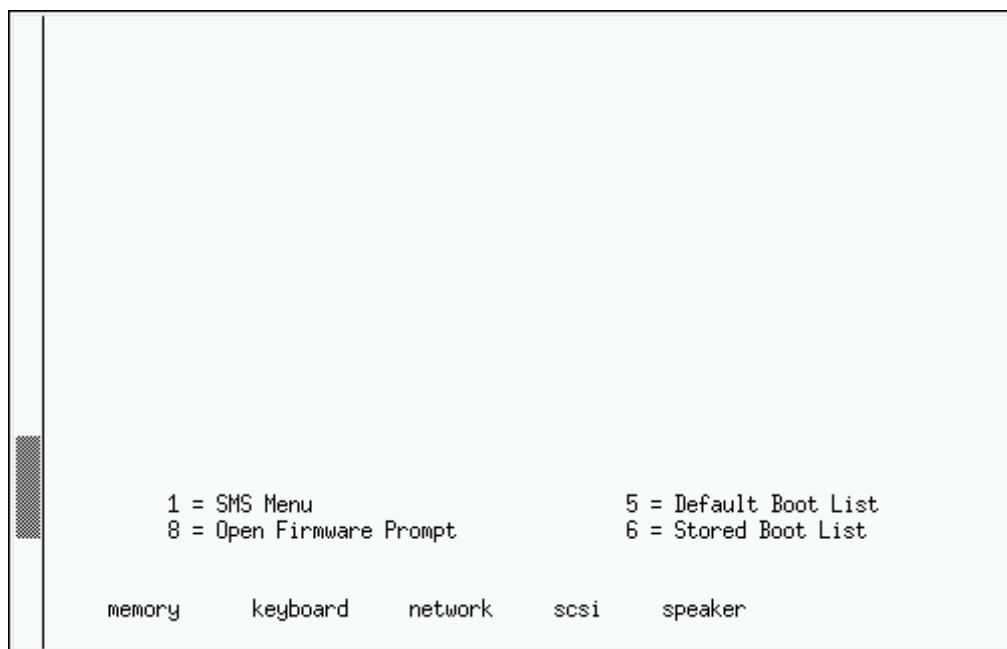 1 = SMS Menu 5 = Default Boot List
8 = Open Firmware Prompt 6 = Stored Boot List
memory keyboard network scsi speaker